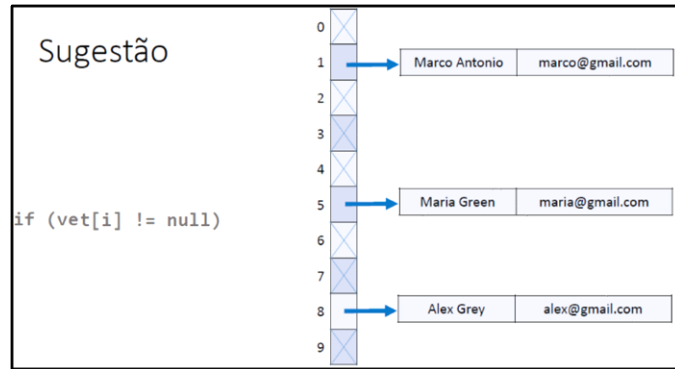 Sugestão
if (vet[i] != null)
0
1 Marco Antonio marco@gmail.com
2
3
4
5 Maria Green maria@gmail.com
6
7
8 Alex Grey alex@gmail.com
9